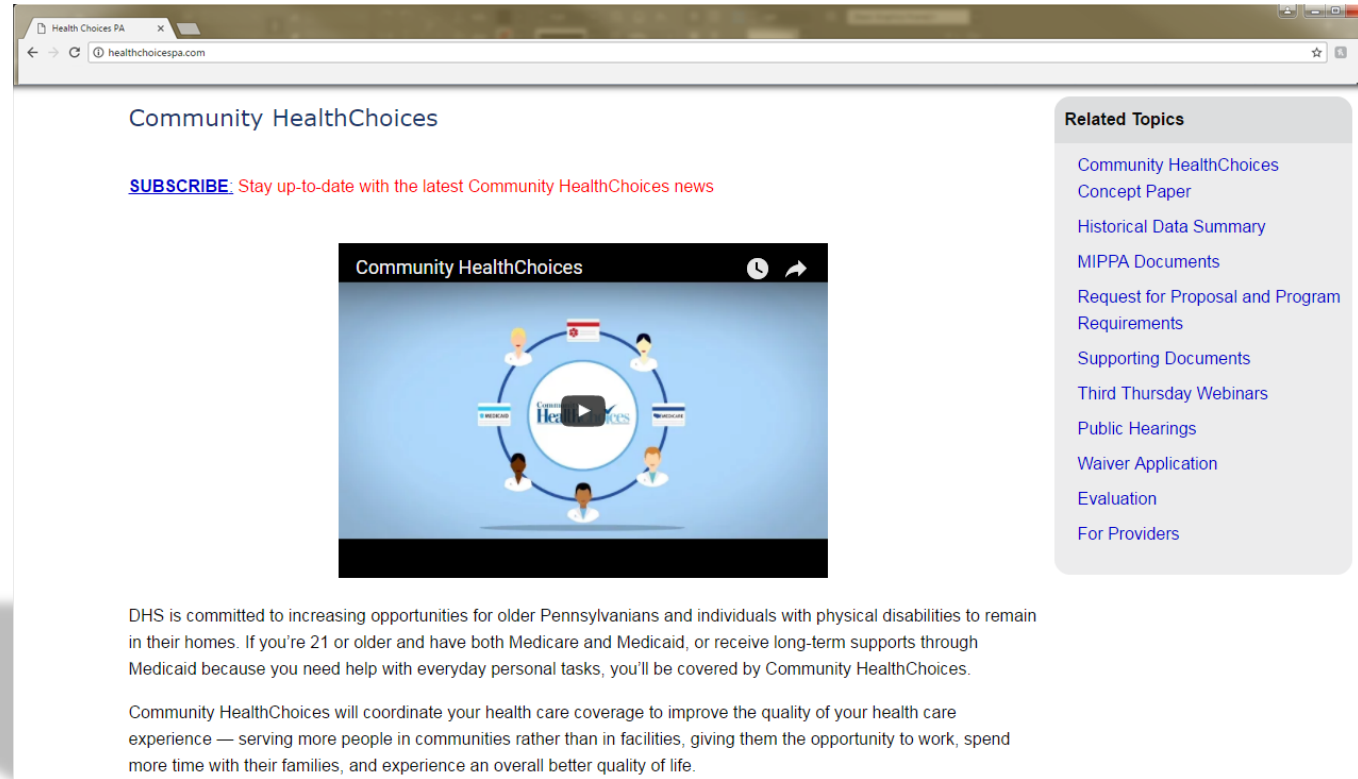 Health Choices PA
healthchoicespa.com
Community HealthChoices
SUBSCRIBE: Stay up-to-date with the latest Community HealthChoices news
Community HealthChoices
MEDICAID
Community
HealthChoices
MEDICARE
DHS is committed to increasing opportunities for older Pennsylvanians and individuals with physical disabilities to remain
in their homes. If you’re 21 or older and have both Medicare and Medicaid, or receive long-term supports through
Medicaid because you need help with everyday personal tasks, you’ll be covered by Community HealthChoices.
Community HealthChoices will coordinate your health care coverage to improve the quality of your health care
experience — serving more people in communities rather than in facilities, giving them the opportunity to work, spend
more time with their families, and experience an overall better quality of life.
Related Topics
Community HealthChoices
Concept Paper
Historical Data Summary
MIPPA Documents
Request for Proposal and Program
Requirements
Supporting Documents
Third Thursday Webinars
Public Hearings
Waiver Application
Evaluation
For Providers